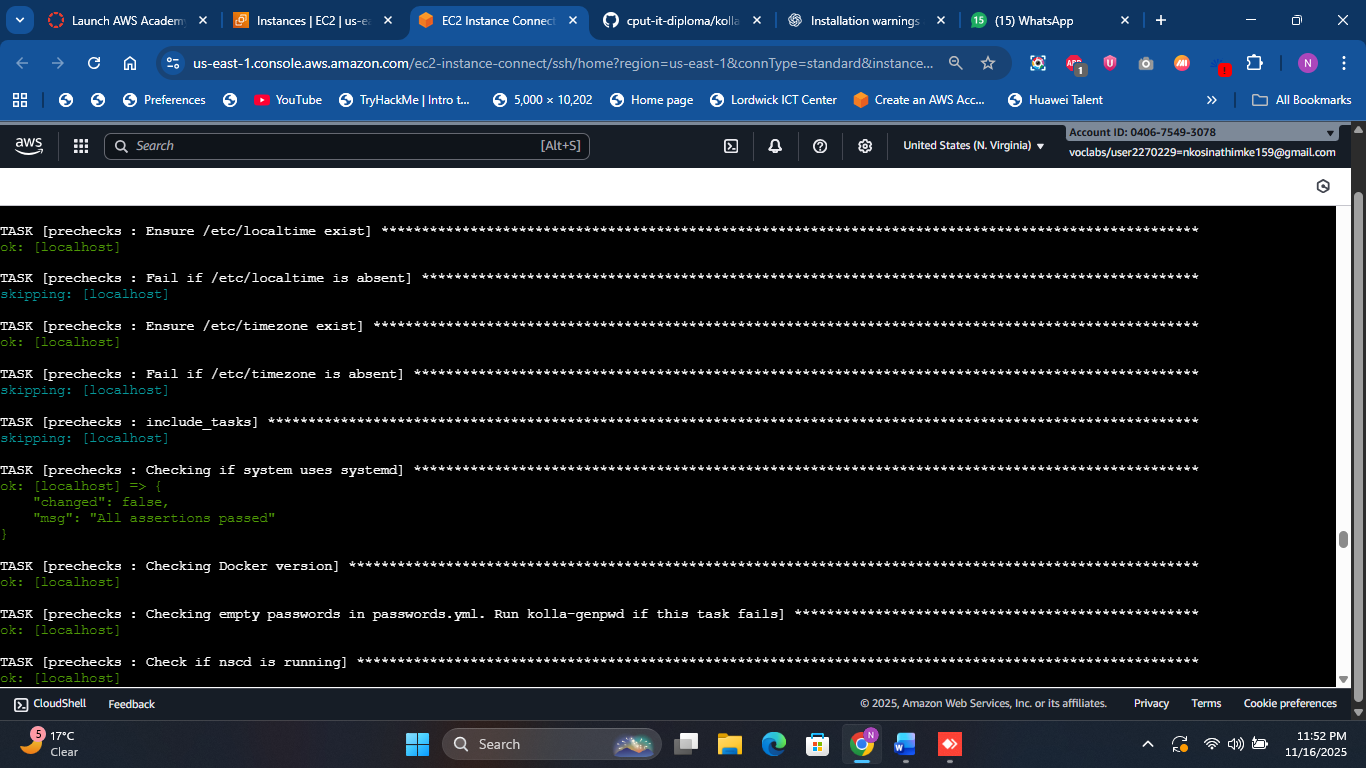 Launch AWS Academy
Instances | EC2 | us-ea
EC2 Instance Connect
cput-it-diploma/kolla
Installation warnings
15
(15) WhatsApp
us-east-1.console.aws.amazon.com/ec2-instance-connect/ssh/home?region=us-east-1&connType=standard&instance...
1
N
Preferences
YouTube
TryHackMe | Intro t...
5,000 × 10,202
Home page
Lordwick ICT Center
Create an AWS Acc...
Huawei Talent
»
All Bookmarks
aws
Search
[Alt+S]
United States (N. Virginia)
Account ID: 0406-7549-3078
voclabs/user2270229=nkosinathimke159@gmail.com
TASK [prechecks : Ensure /etc/localtime exist] *****************************************************************************************************
ok: [localhost]
TASK [prechecks : Fail if /etc/localtime is absent] ************************************************************************************************
skipping: [localhost]
TASK [prechecks : Ensure /etc/timezone exist] ******************************************************************************************************
ok: [localhost]
TASK [prechecks : Fail if /etc/timezone is absent] *************************************************************************************************
skipping: [localhost]
TASK [prechecks : include_tasks] *******************************************************************************************************************
skipping: [localhost]
TASK [prechecks : Checking if system uses systemd] *************************************************************************************************
ok: [localhost] => {
    "changed": false,
    "msg": "All assertions passed"
}
TASK [prechecks : Checking Docker version] *********************************************************************************************************
ok: [localhost]
TASK [prechecks : Checking empty passwords in passwords.yml. Run kolla-genpwd if this task fails] **************************************************
ok: [localhost]
TASK [prechecks : Check if nscd is running] ********************************************************************************************************
ok: [localhost]
CloudShell
Feedback
© 2025, Amazon Web Services, Inc. or its affiliates.
Privacy
Terms
Cookie preferences
5
17°C
Clear
Search
N
11:52 PM
11/16/2025